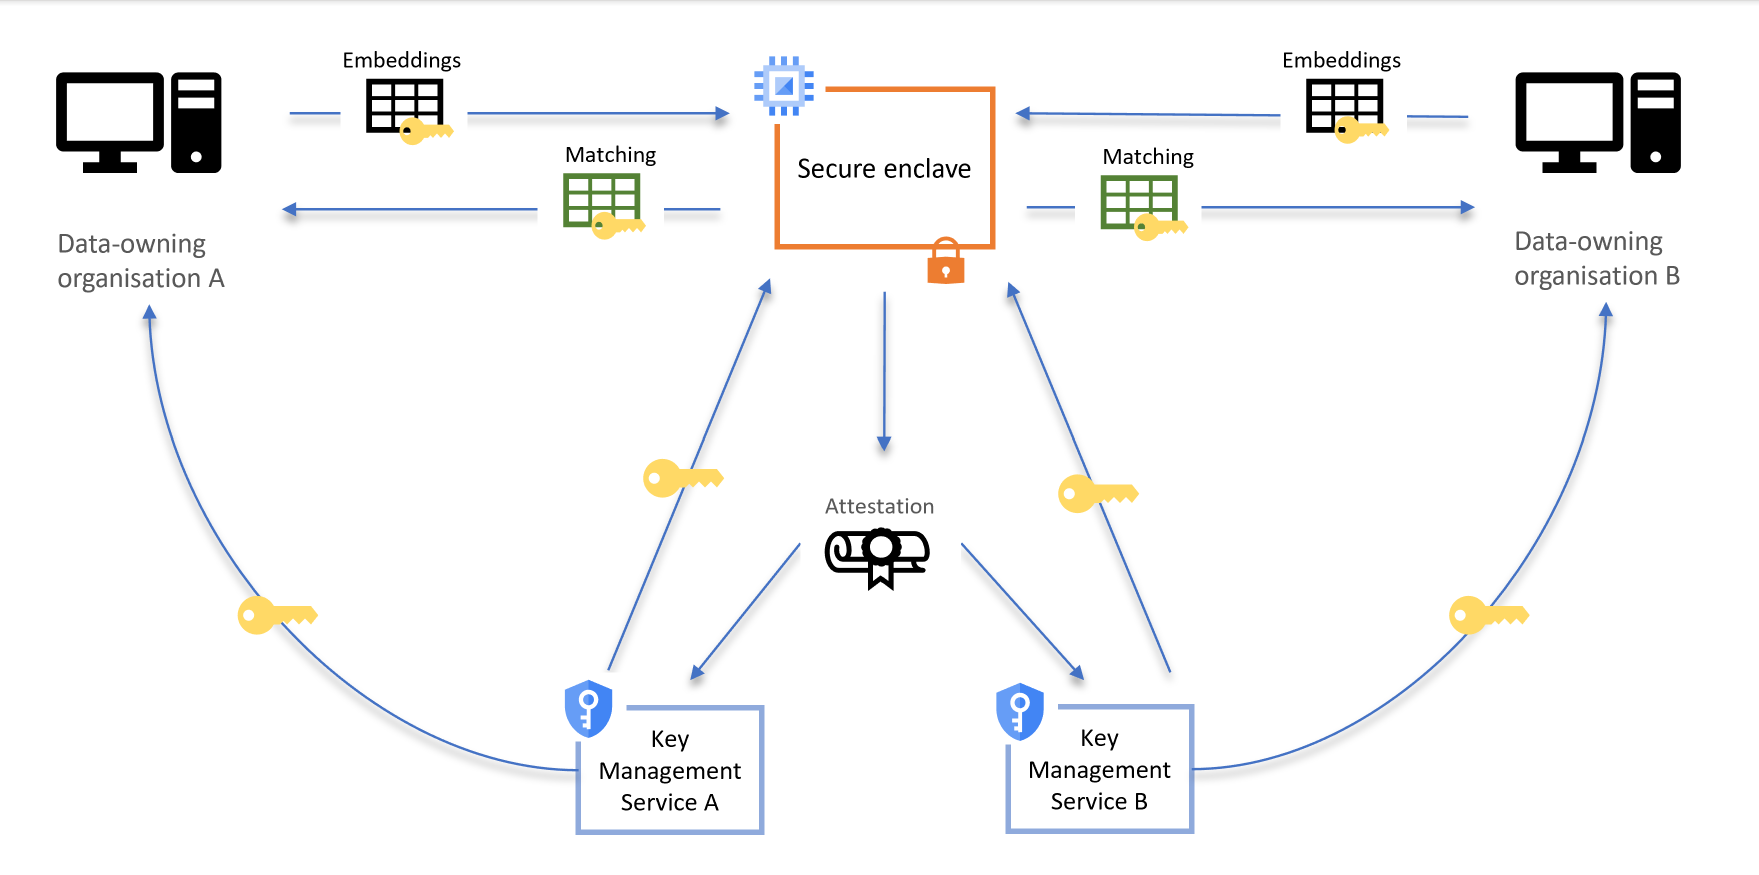 Embeddings
Embeddings
Matching
Matching
Secure enclave
Data-owning
organisation A
Data-owning
organisation B
Attestation
Key
Management
Service A
Key
Management
Service B